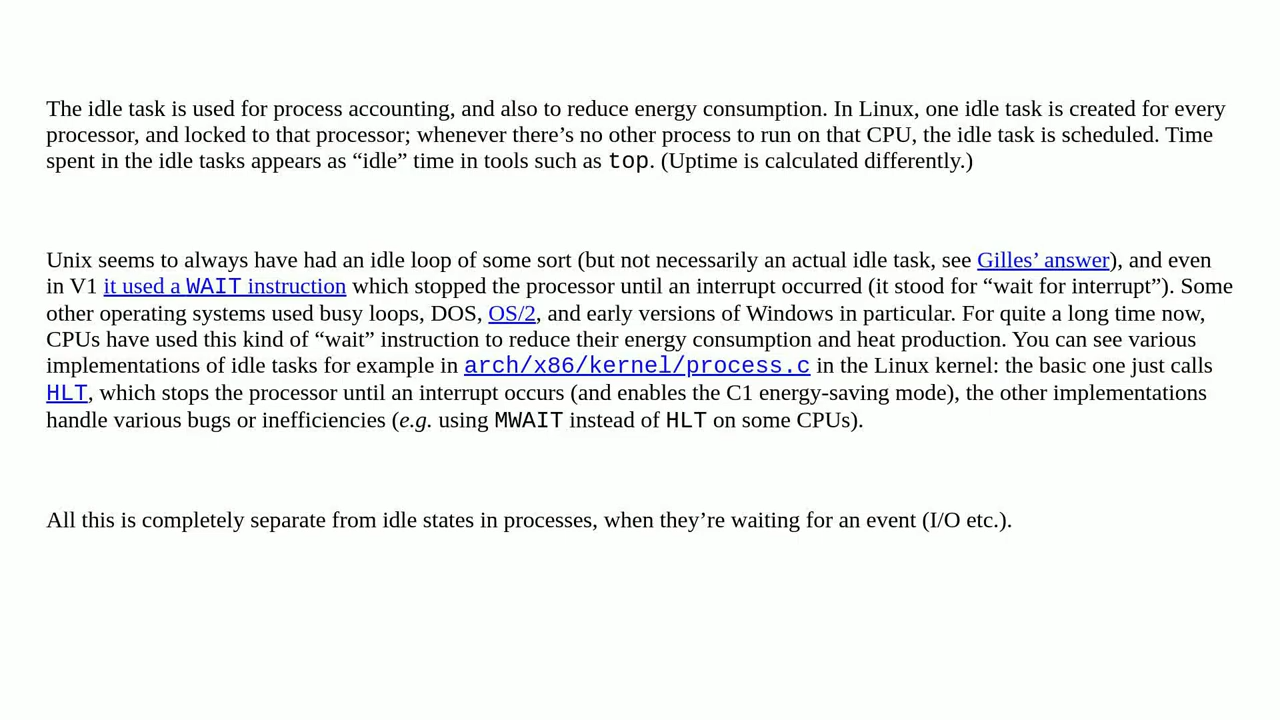 The idle task is used for process accounting, and also to reduce energy consumption. In Linux, one idle task is created for every
processor, and locked to that processor; whenever there’s no other process to run on that CPU, the idle task is scheduled. Time
spent in the idle tasks appears as “idle” time in tools such as top. (Uptime is calculated differently.)
Unix seems to always have had an idle loop of some sort (but not necessarily an actual idle task, see Gilles’ answer), and even
in V1 it used a WAIT instruction which stopped the processor until an interrupt occurred (it stood for “wait for interrupt”). Some
other operating systems used busy loops, DOS, OS/2, and early versions of Windows in particular. For quite a long time now,
CPUs have used this kind of “wait” instruction to reduce their energy consumption and heat production. You can see various
implementations of idle tasks for example in arch/x86/kernel/process.c in the Linux kernel: the basic one just calls
HLT, which stops the processor until an interrupt occurs (and enables the C1 energy-saving mode), the other implementations
handle various bugs or inefficiencies (e.g. using MWAIT instead of HLT on some CPUs).
All this is completely separate from idle states in processes, when they’re waiting for an event (I/O etc.).